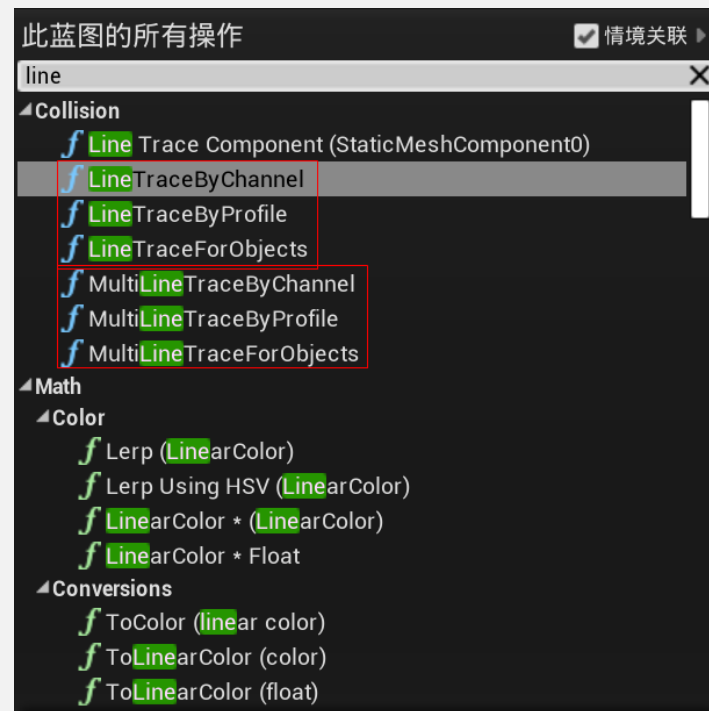 此蓝图的所有操作 情境关联
line
Collision
Line Trace Component (StaticMeshComponent0)
LineTraceByChannel
LineTraceByProfile
LineTraceForObjects
MultiLineTraceByChannel
MultiLineTraceByProfile
MultiLineTraceForObjects
Math
Color
Lerp (LinearColor)
Lerp Using HSV (LinearColor)
LinearColor * (LinearColor)
LinearColor * Float
Conversions
ToColor (linear color)
ToLinearColor (color)
ToLinearColor (float)